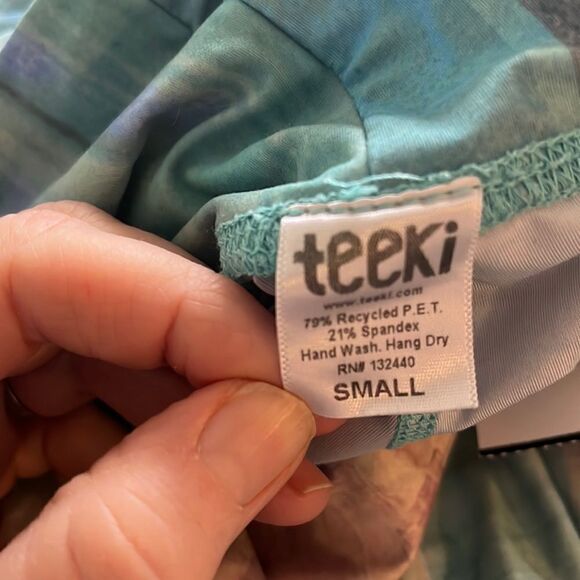 teeki
www.teeki.com
79% Recycled P.E.T.
21% Spandex
Hand Wash. Hang Dry
RN# 132440
SMALL